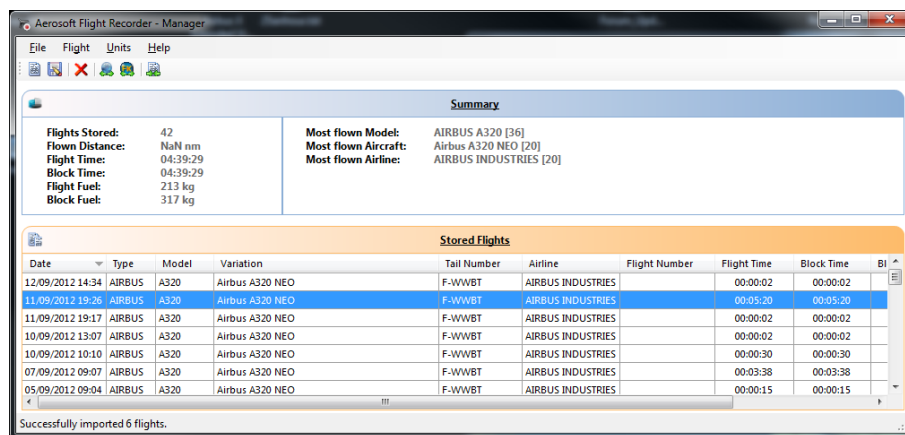 Aerosoft Flight Recorder - Manager
File Flight Units Help
Summary
Flights Stored: 42 Most flown Model: AIRBUS A320 [36]
Flown Distance: NaN nm Most flown Aircraft: Airbus A320 NEO [20]
Flight Time: 04:39:29 Most flown Airline: AIRBUS INDUSTRIES [20]
Block Time: 04:39:29
Flight Fuel: 213 kg
Block Fuel: 317 kg
Stored Flights
Date Type Model Variation Tail Number Airline Flight Number Flight Time Block Time Bl
12/09/2012 14:34 AIRBUS A320 Airbus A320 NEO F-WWBT AIRBUS INDUSTRIES 00:00:02 00:00:02
11/09/2012 19:26 AIRBUS A320 Airbus A320 NEO F-WWBT AIRBUS INDUSTRIES 00:05:20 00:05:20
11/09/2012 19:17 AIRBUS A320 Airbus A320 NEO F-WWBT AIRBUS INDUSTRIES 00:00:02 00:00:02
10/09/2012 13:07 AIRBUS A320 Airbus A320 NEO F-WWBT AIRBUS INDUSTRIES 00:00:02 00:00:02
10/09/2012 10:10 AIRBUS A320 Airbus A320 NEO F-WWBT AIRBUS INDUSTRIES 00:00:30 00:00:30
07/09/2012 09:07 AIRBUS A320 Airbus A320 NEO F-WWBT AIRBUS INDUSTRIES 00:03:38 00:03:38
05/09/2012 09:04 AIRBUS A320 Airbus A320 NEO F-WWBT AIRBUS INDUSTRIES 00:00:15 00:00:15
Successfully imported 6 flights.